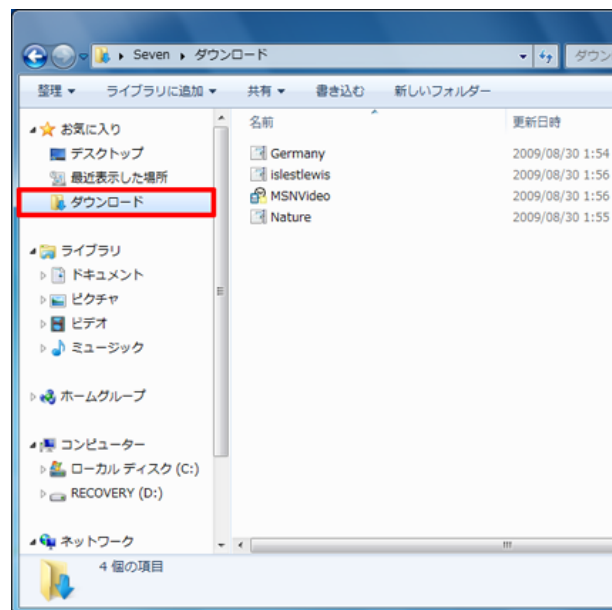 Seven ▸ ダウンロード
ダウン
整理 ▼ ライブラリに追加 ▼ 共有 ▼ 書き込む 新しいフォルダー
お気に入り
デスクトップ
最近表示した場所
ダウンロード
ライブラリ
ドキュメント
ピクチャ
ビデオ
ミュージック
ホームグループ
コンピューター
ローカル ディスク (C:)
RECOVERY (D:)
ネットワーク
名前 更新日時
Germany 2009/08/30 1:54
islestlewis 2009/08/30 1:56
MSNVideo 2009/08/30 1:56
Nature 2009/08/30 1:55
4 個の項目